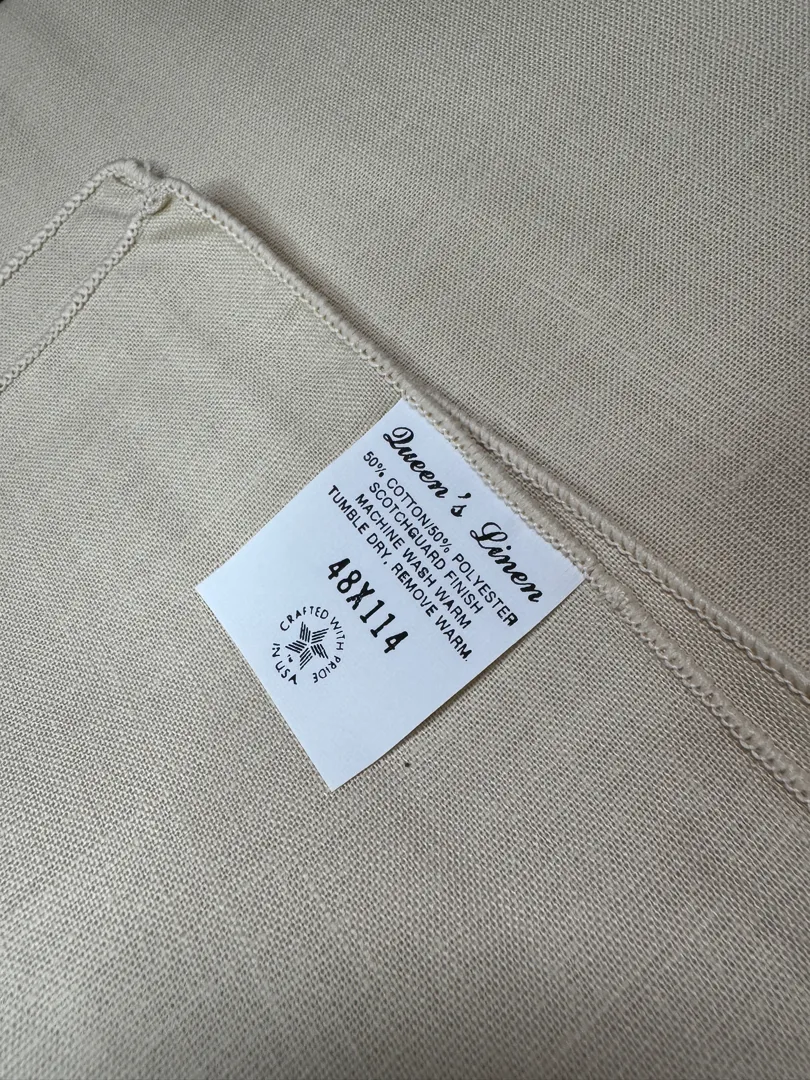 Queen's Linen
50% COTTON/50% POLYESTER
SCOTCHGUARD FINISH
MACHINE WASH WARM
TUMBLE DRY, REMOVE WARM.
48X114
CRAFTED WITH PRIDE
IN U.S.A
TM